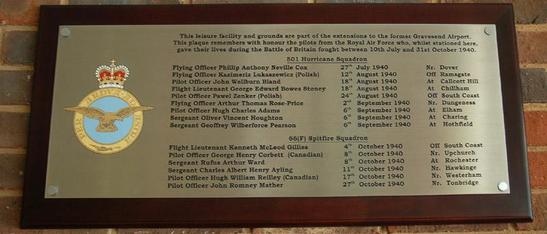 This leisure facility and grounds are part of the extensions to the former Gravesend Airport.
This plaque remembers with honour the pilots from the Royal Air Force who, whilst stationed here,
gave their lives during the Battle of Britain fought between 10th July and 31st October 1940.
501 Hurricane Squadron
Flying Officer Phillip Anthony Neville Cox 27th July 1940 Nr. Dover
Flying Officer Kazimierz Lukaszewicz (Polish) 12th August 1940 Off Ramsgate
Pilot Officer John Wellburn Bland 18th August 1940 At Calcott Hill
Flight Lieutenant George Edward Bowes Stoney 18th August 1940 At Chilham
Pilot Officer Pawel Zenker (Polish) 24th August 1940 Off South Coast
Flying Officer Arthur Thomas Rose-Price 2nd September 1940 Nr. Dungeness
Pilot Officer Hugh Charles Adams 6th September 1940 At Elham
Sergeant Oliver Vincent Houghton 6th September 1940 At Charing
Sergeant Geoffrey Wilberforce Pearson 6th September 1940 At Hothfield
66(F) Spitfire Squadron
Flight Lieutenant Kenneth McLeod Gillies 4th October 1940 Off South Coast
Pilot Officer George Henry Corbett (Canadian) 8th October 1940 Nr. Upchurch
Sergeant Rufus Arthur Ward 8th October 1940 At Rochester
Sergeant Charles Albert Henry Ayling 11th October 1940 Nr. Hawkinge
Pilot Officer Hugh William Reilley (Canadian) 17th October 1940 Nr. Westerham
Pilot Officer John Romney Mather 27th October 1940 Nr. Tonbridge